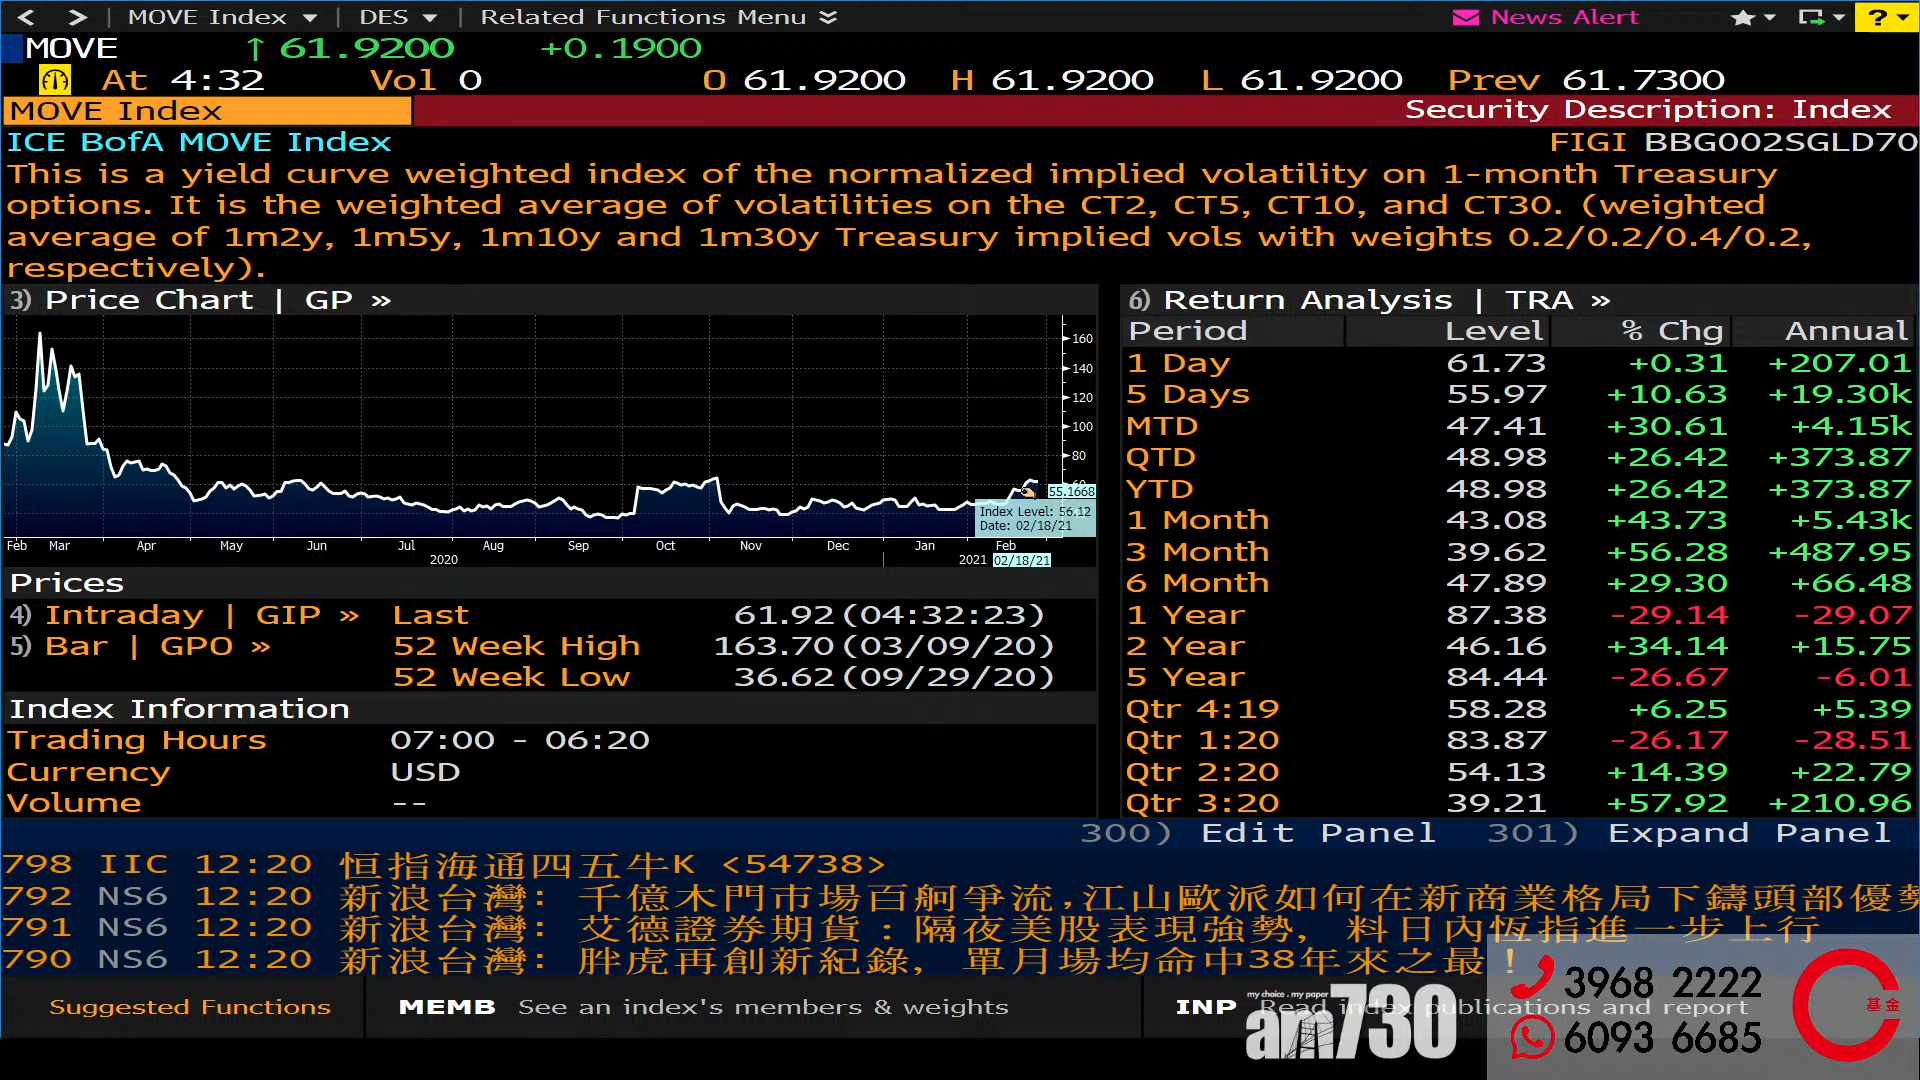 MOVE Index DES Related Functions Menu News Alert ?
MOVE ↑ 61.9200 +0.1900
At 4:32 Vol 0 O 61.9200 H 61.9200 L 61.9200 Prev 61.7300
MOVE Index Security Description: Index
ICE BofA MOVE Index FIGI BBG002SGLD70
This is a yield curve weighted index of the normalized implied volatility on 1-month Treasury
options. It is the weighted average of volatilities on the CT2, CT5, CT10, and CT30. (weighted
average of 1m2y, 1m5y, 1m10y and 1m30y Treasury implied vols with weights 0.2/0.2/0.4/0.2,
respectively).
3) Price Chart | GP »
160
140
120
100
80
60
55.1668
Index Level: 56.12
Date: 02/18/21
Feb Mar Apr May Jun Jul Aug Sep Oct Nov Dec Jan Feb
2020 2021 02/18/21
Prices
4) Intraday | GIP » Last 61.92 (04:32:23)
5) Bar | GPO » 52 Week High 163.70 (03/09/20)
52 Week Low 36.62 (09/29/20)
Index Information
Trading Hours 07:00 - 06:20
Currency USD
Volume --
6) Return Analysis | TRA »
Period Level % Chg Annual
1 Day 61.73 +0.31 +207.01
5 Days 55.97 +10.63 +19.30k
MTD 47.41 +30.61 +4.15k
QTD 48.98 +26.42 +373.87
YTD 48.98 +26.42 +373.87
1 Month 43.08 +43.73 +5.43k
3 Month 39.62 +56.28 +487.95
6 Month 47.89 +29.30 +66.48
1 Year 87.38 -29.14 -29.07
2 Year 46.16 +34.14 +15.75
5 Year 84.44 -26.67 -6.01
Qtr 4:19 58.28 +6.25 +5.39
Qtr 1:20 83.87 -26.17 -28.51
Qtr 2:20 54.13 +14.39 +22.79
Qtr 3:20 39.21 +57.92 +210.96
300) Edit Panel 301) Expand Panel
798 IIC 12:20 恒指海通四五牛K <54738>
792 NS6 12:20 新浪台灣: 千億木門市場百舸爭流,江山歐派如何在新商業格局下鑄頭部優勢
791 NS6 12:20 新浪台灣: 艾德證券期貨:隔夜美股表現強勢, 料日內恆指進一步上行
790 NS6 12:20 新浪台灣: 胖虎再創新紀錄, 單月場均命中38年來之最!
Suggested Functions MEMB See an index's members & weights INP Read index publications and report
my choice . my paper
am730
3968 2222
6093 6685
基金